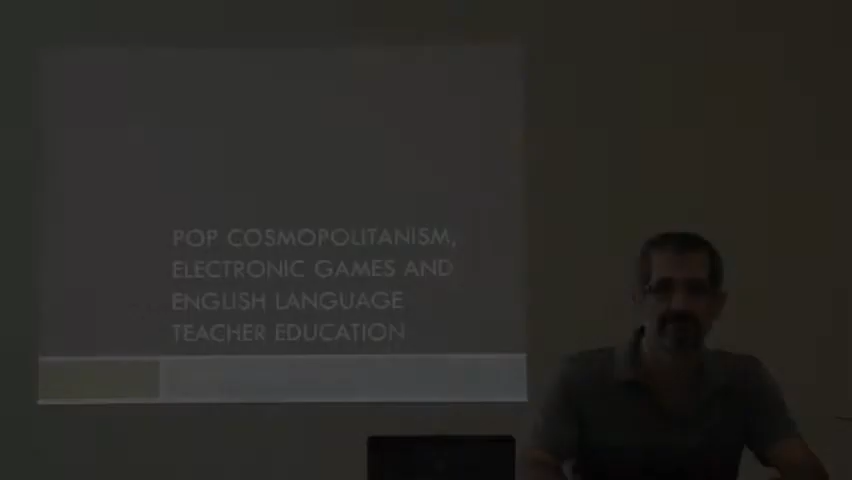 POP COSMOPOLITANISM,
ELECTRONIC GAMES AND
ENGLISH LANGUAGE
TEACHER EDUCATION